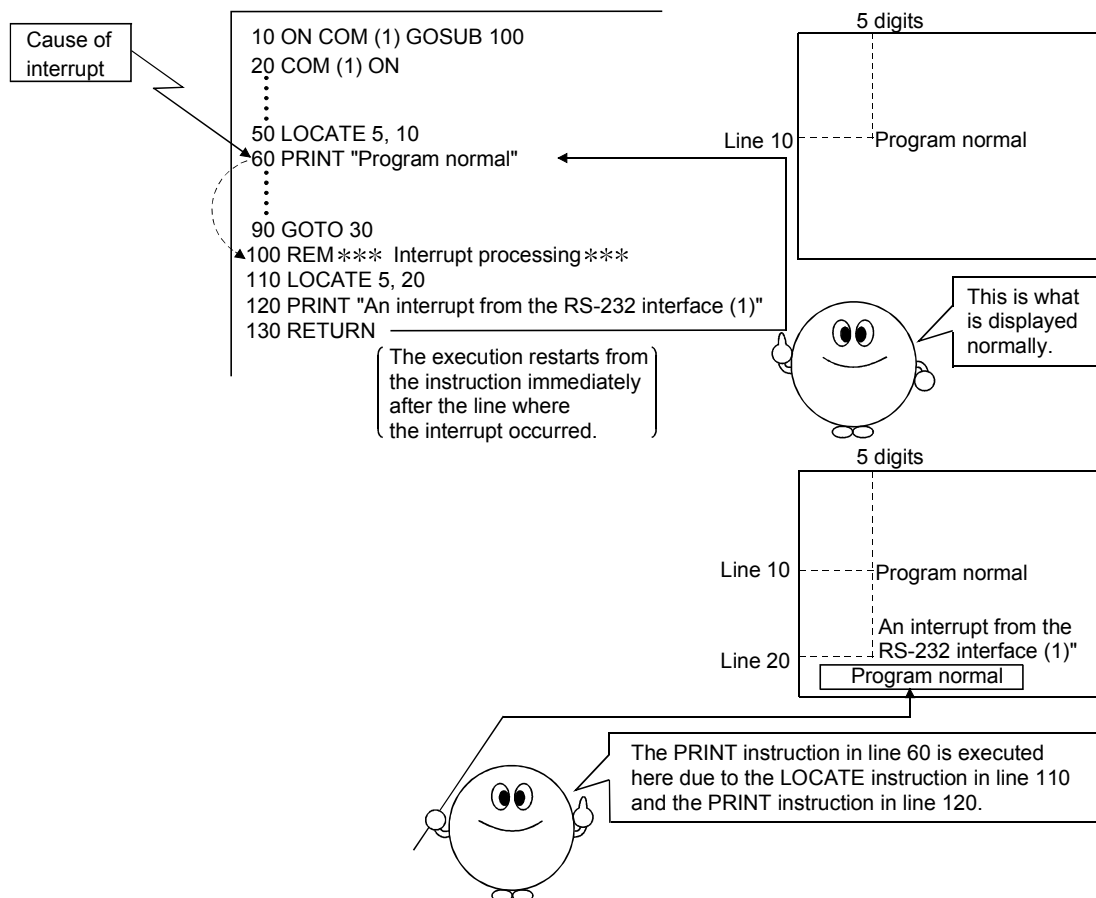 Cause of
interrupt
10 ON COM (1) GOSUB 100
20 COM (1) ON
50 LOCATE 5, 10
60 PRINT "Program normal"
90 GOTO 30
100 REM*** Interrupt processing***
110 LOCATE 5, 20
120 PRINT "An interrupt from the RS-232 interface (1)"
130 RETURN
The execution restarts from
the instruction immediately
after the line where
the interrupt occurred.
5 digits
Line 10
Program normal
This is what
is displayed
normally.
5 digits
Line 10
Program normal
An interrupt from the
RS-232 interface (1)"
Line 20
Program normal
The PRINT instruction in line 60 is executed
here due to the LOCATE instruction in line 110
and the PRINT instruction in line 120.